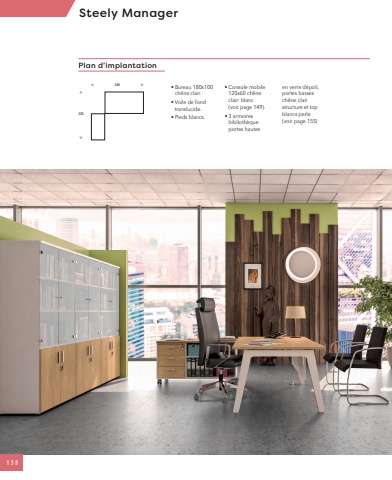 Steely Manager
Plan d'implantation
• Bureau 180x100
chêne clair.
• Voile de fond
translucide.
• Pieds blancs.
• Console mobile
120x60 chêne
clair- blanc
(voir page 149).
• 3 armoires
bibliothèque
portes hautes
en verre dépoli,
portes basses
chêne clair
structure et top
blancs perle
(voir page 155)
138